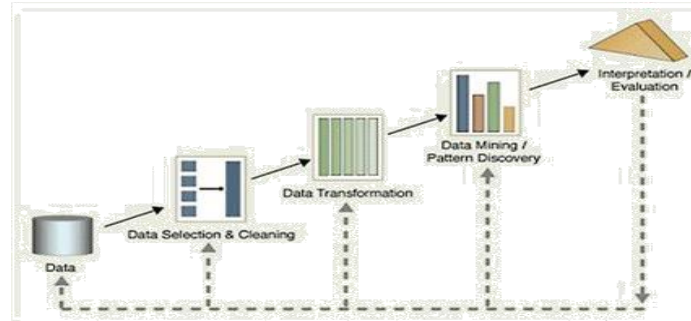 Interpretation /
Evaluation
Data Mining /
Pattern Discovery
Data Transformation
Data Selection & Cleaning
Data